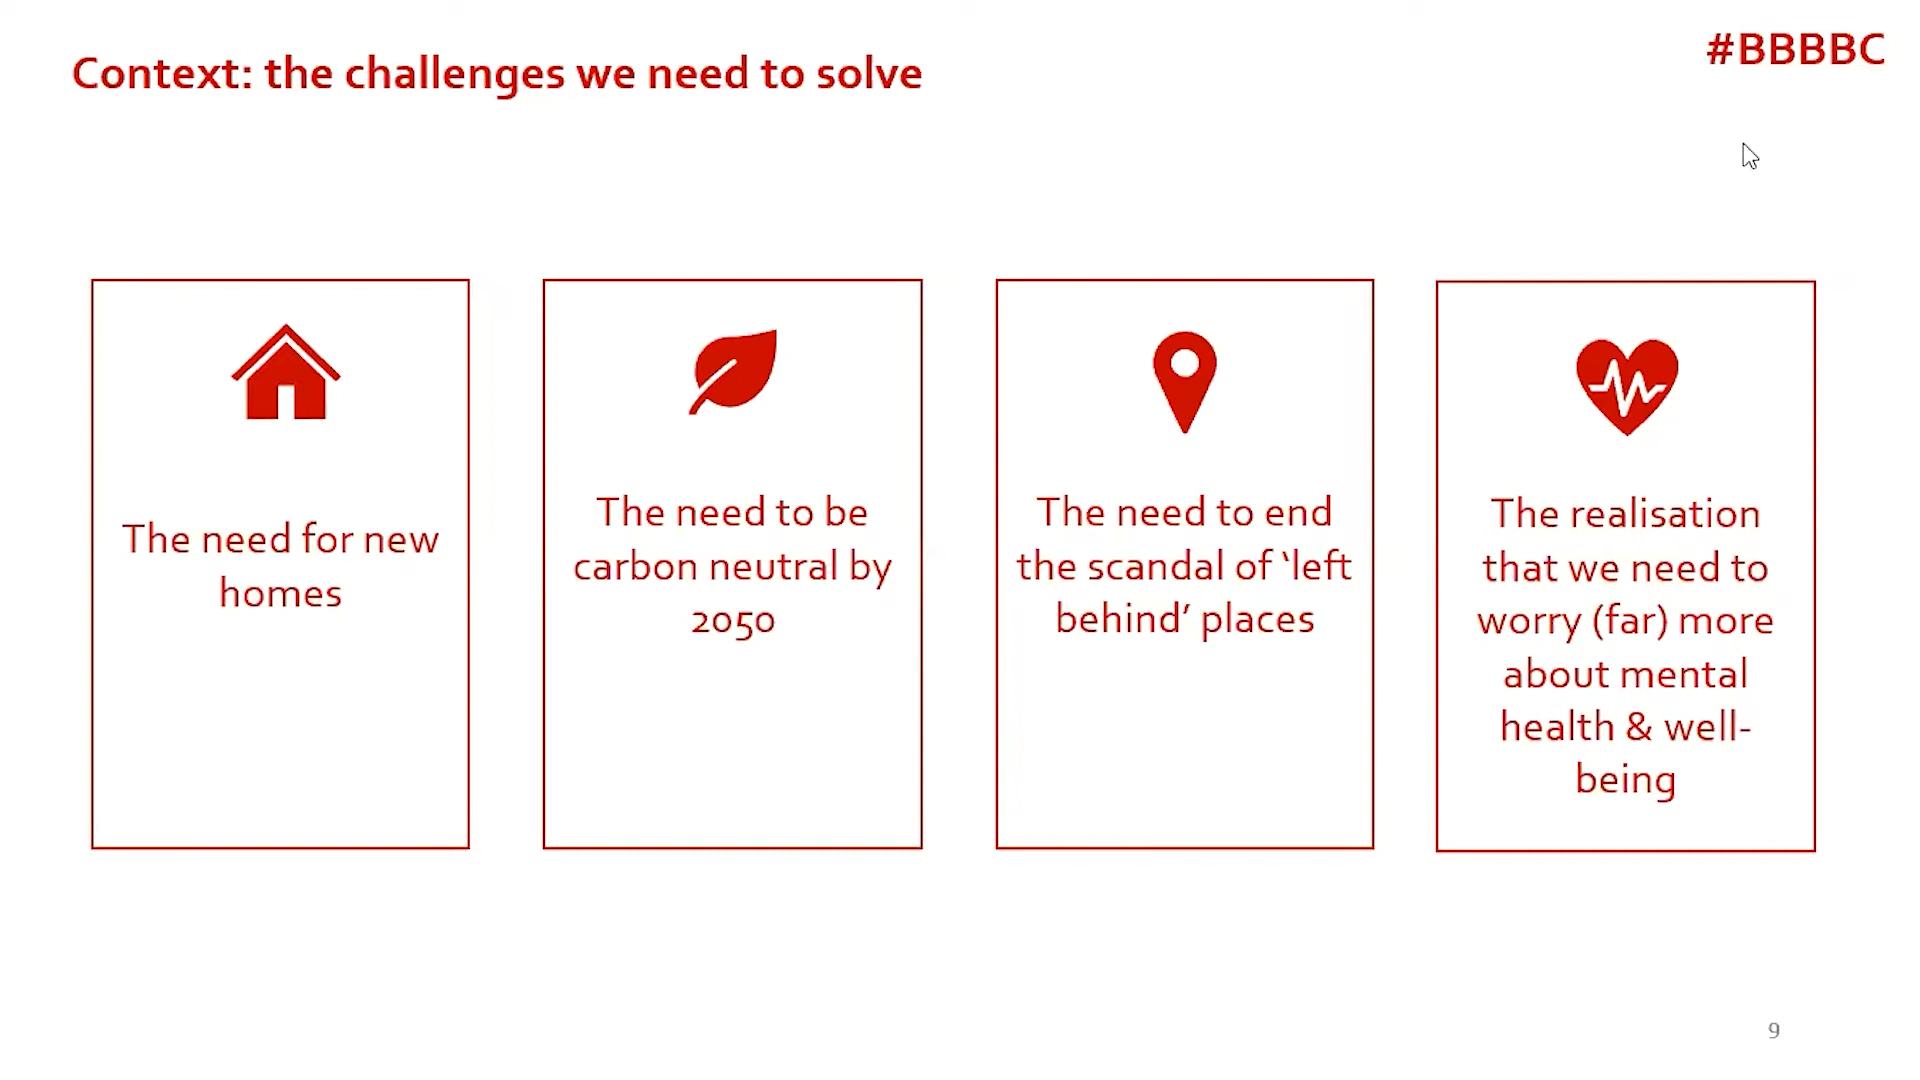 Context: the challenges we need to solve
#BBBBC
The need for new
homes
The need to be
carbon neutral by
2050
The need to end
the scandal of ‘left
behind’ places
The realisation
that we need to
worry (far) more
about mental
health & well-
being
9